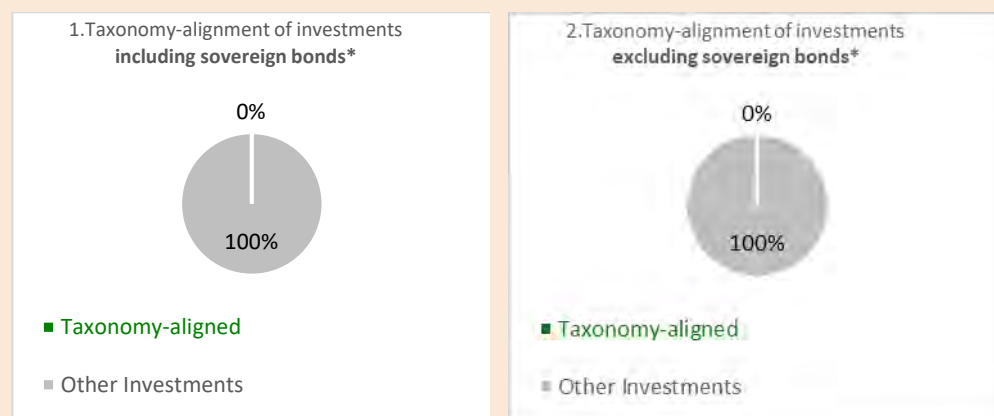 1.Taxonomy-alignment of investments
including sovereign bonds*
0%
100%
Taxonomy-aligned
Other Investments
2.Taxonomy-alignment of investments
excluding sovereign bonds*
0%
100%
Taxonomy-aligned
Other Investments